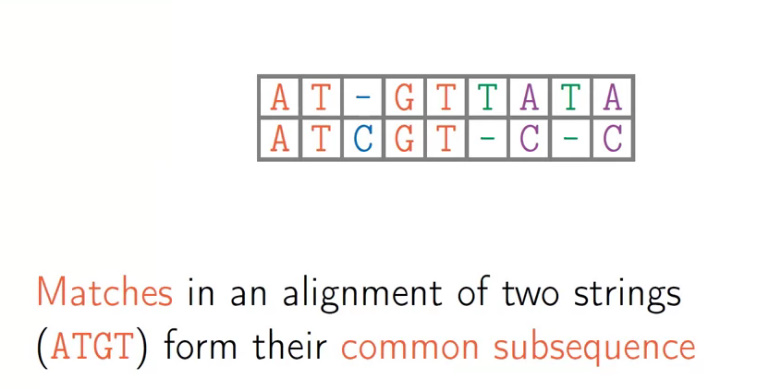 A T - G T T A T A
A T C G T - C - C
Matches in an alignment of two strings
(ATGT) form their common subsequence